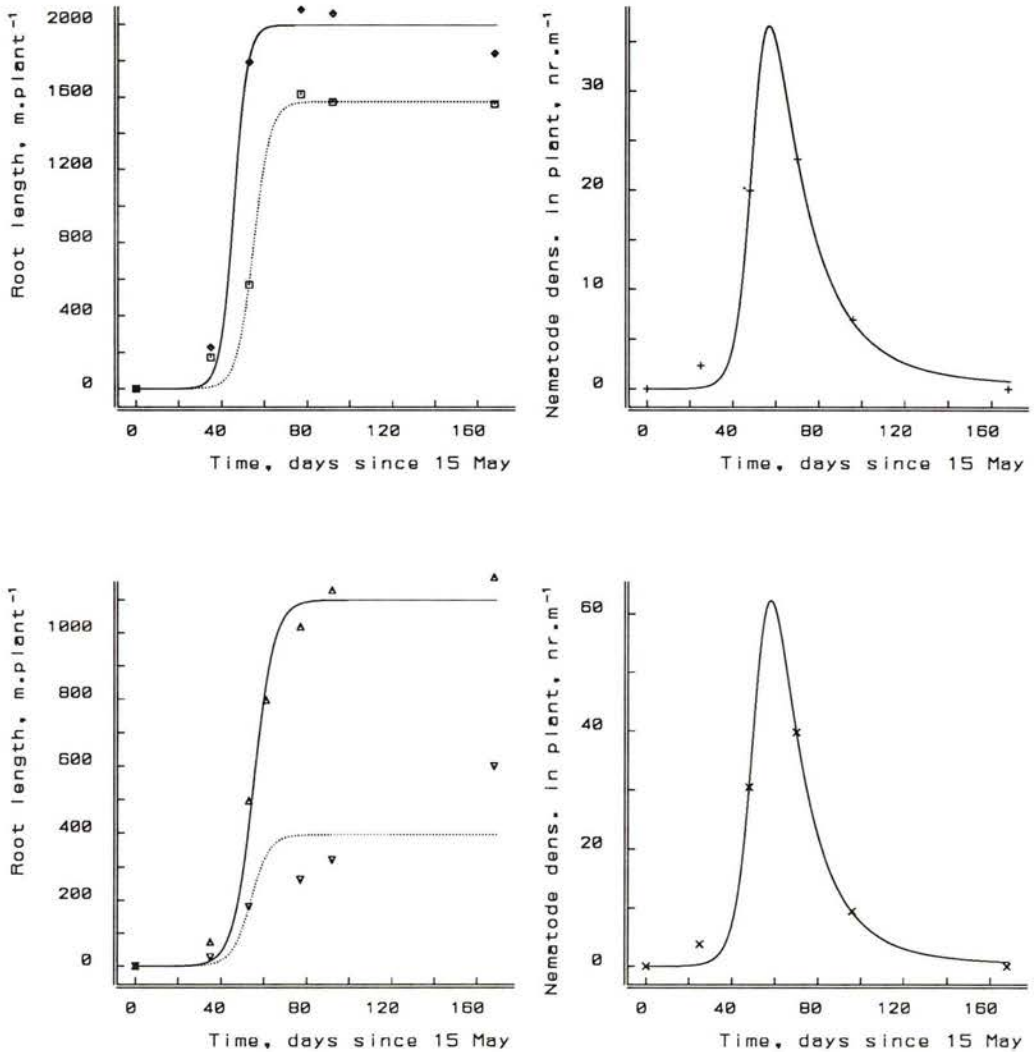 Root length, m.plant⁻¹
2000
1600
1200
800
400
0
0 40 80 120 160
Time, days since 15 May
Nematode dens. in plant, nr.m⁻¹
30
20
10
0
0 40 80 120 160
Time, days since 15 May
Root length, m.plant⁻¹
1000
800
600
400
200
0
0 40 80 120 160
Time, days since 15 May
Nematode dens. in plant, nr.m⁻¹
60
40
20
0
0 40 80 120 160
Time, days since 15 May